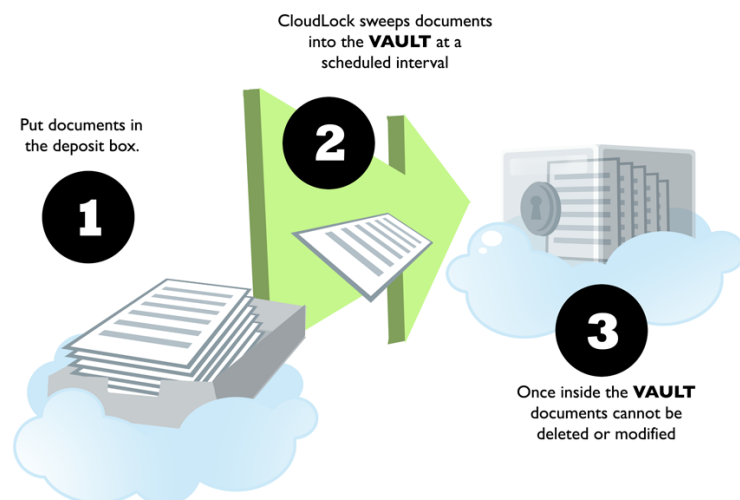 Put documents in
the deposit box.
1
CloudLock sweeps documents
into the VAULT at a
scheduled interval
2
3
Once inside the VAULT
documents cannot be
deleted or modified